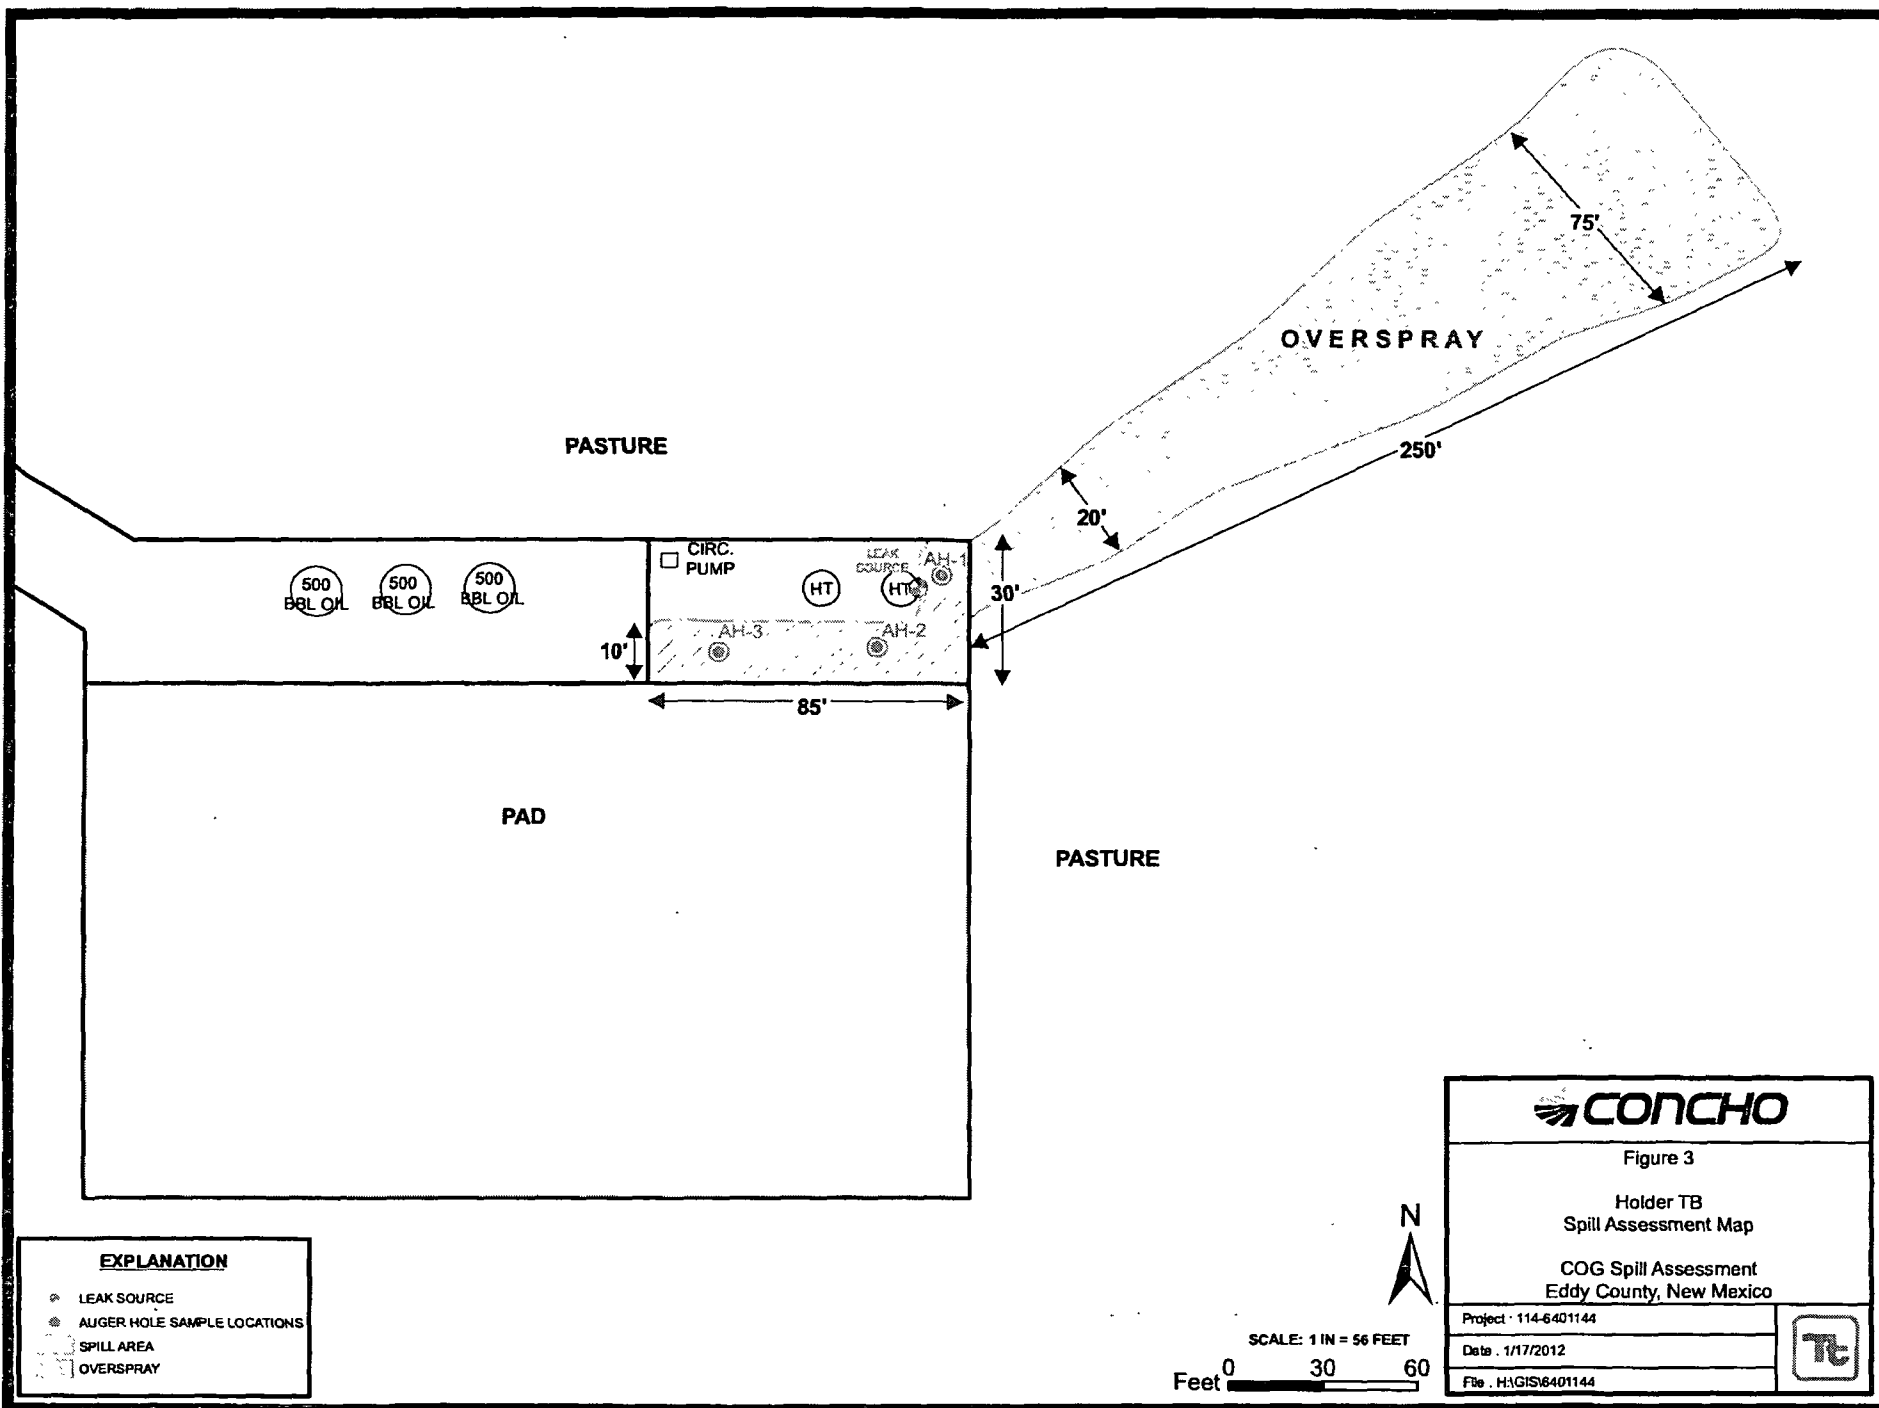 75'
OVERSPRAY
250'
PASTURE
20'
CIRC.
PUMP
LEAK
SOURCE
AH-1
500
BBL OIL
500
BBL OIL
500
BBL OIL
HT
HT
30'
AH-3
AH-2
10'
85'
PAD
PASTURE
EXPLANATION
LEAK SOURCE
AUGER HOLE SAMPLE LOCATIONS
SPILL AREA
OVERSPRAY
N
SCALE: 1 IN = 56 FEET
Feet 0 30 60
CONCHO
Figure 3
Holder TB
Spill Assessment Map
COG Spill Assessment
Eddy County, New Mexico
Project : 114-6401144
Date . 1/17/2012
File . H:\GIS\6401144
Tt